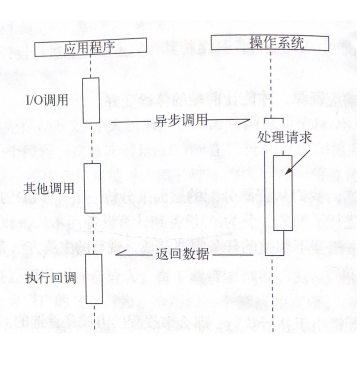 应用程序
操作系统
I/O调用
异步调用
处理请求
其他调用
返回数据
执行回调